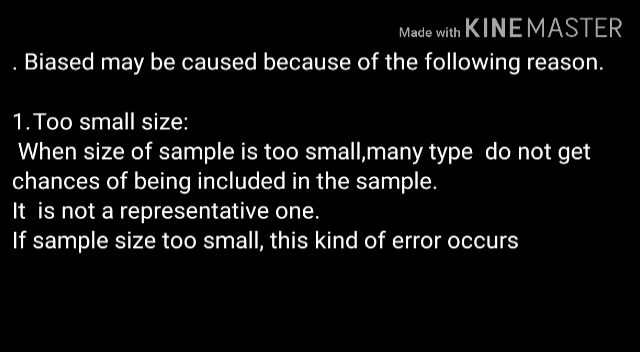 Made with KINEMASTER
. Biased may be caused because of the following reason.
1.Too small size:
When size of sample is too small,many type do not get
chances of being included in the sample.
It is not a representative one.
If sample size too small, this kind of error occurs